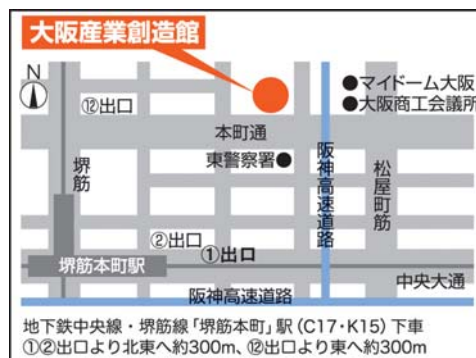 大阪産業創造館
N
⑫出口
●マイドーム大阪
●大阪商工会議所
本町通
東警察署●
堺筋
阪神高速道路
松屋町筋
②出口
①出口
堺筋本町駅
中央大通
阪神高速道路
地下鉄中央線・堺筋線「堺筋本町」駅(C17・K15)下車
①②出口より北東へ約300m、⑫出口より東へ約300m